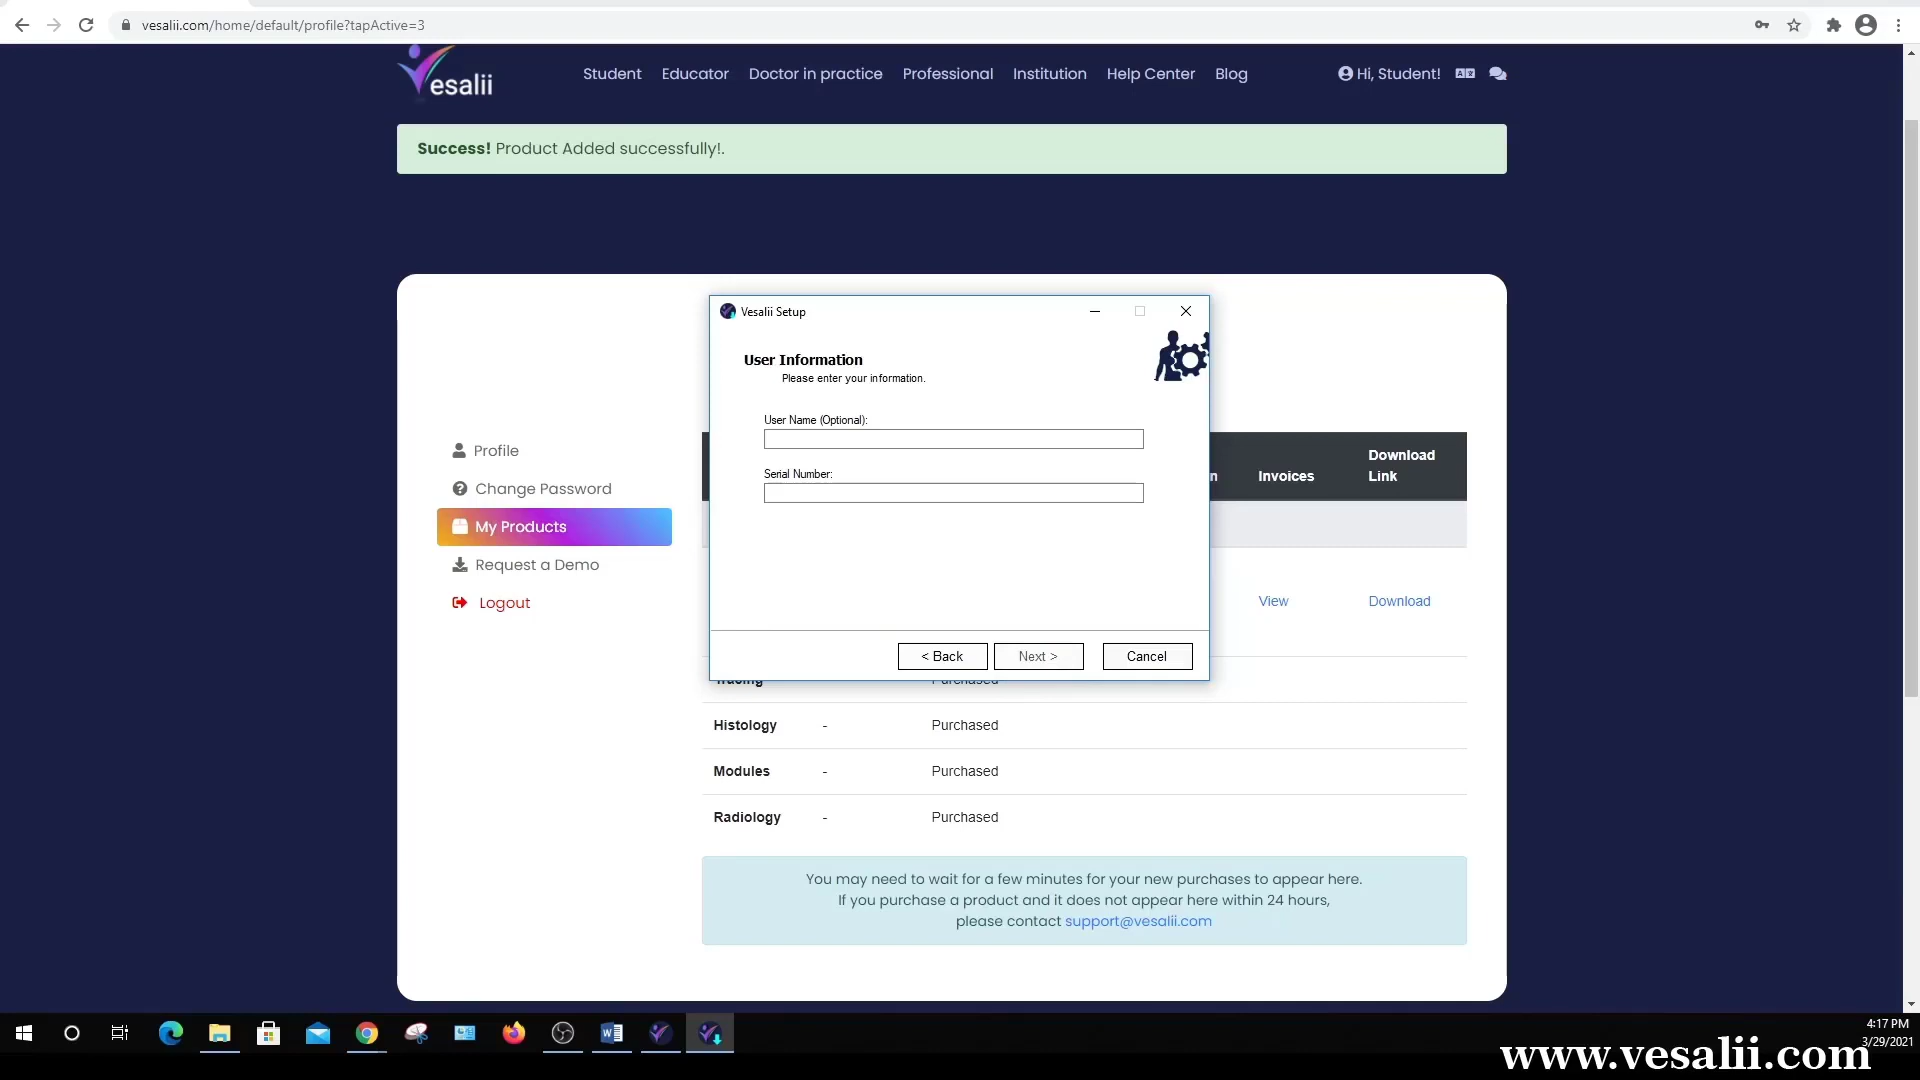 vesalii.com/home/default/profile?tapActive=3
esalii
Student Educator Doctor in practice Professional Institution Help Center Blog Hi, Student!
Success! Product Added successfully!.
Vesalii Setup
User Information
Please enter your information.
User Name (Optional):
Serial Number:
< Back Next > Cancel
Profile
Change Password
My Products
Request a Demo
Logout
n Invoices Download
Link
View Download
Tracing Purchased
Histology - Purchased
Modules - Purchased
Radiology - Purchased
You may need to wait for a few minutes for your new purchases to appear here.
If you purchase a product and it does not appear here within 24 hours,
please contact support@vesalii.com
4:17 PM
3/29/2021
www.vesalii.com